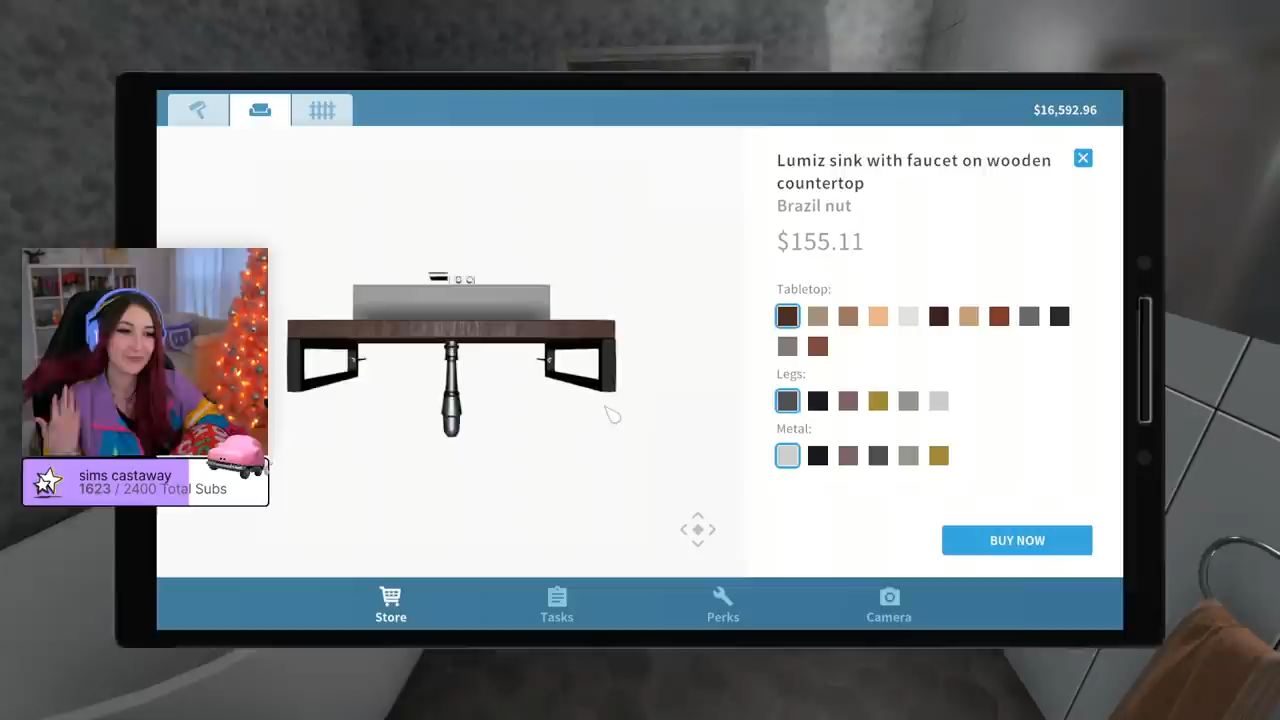 $16,592.96
Lumiz sink with faucet on wooden
countertop
Brazil nut
$155.11
Tabletop:
Legs:
Metal:
BUY NOW
sims castaway
1623 / 2400 Total Subs
Store
Tasks
Perks
Camera